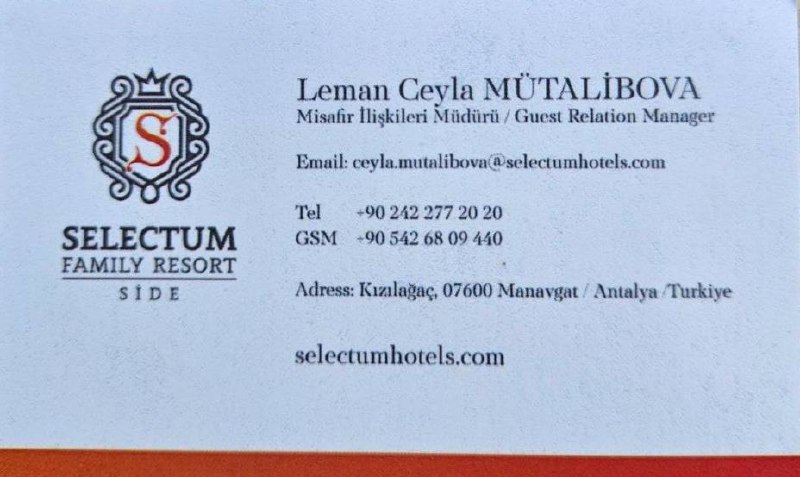 S
SELECTUM
FAMILY RESORT
SİDE
Leman Ceyla MÜTALİBOVA
Misafir İlişkileri Müdürü / Guest Relation Manager
Email: ceyla.mutalibova@selectumhotels.com
Tel +90 242 277 20 20
GSM +90 542 68 09 440
Adress: Kızılağaç, 07600 Manavgat / Antalya /Turkiye
selectumhotels.com